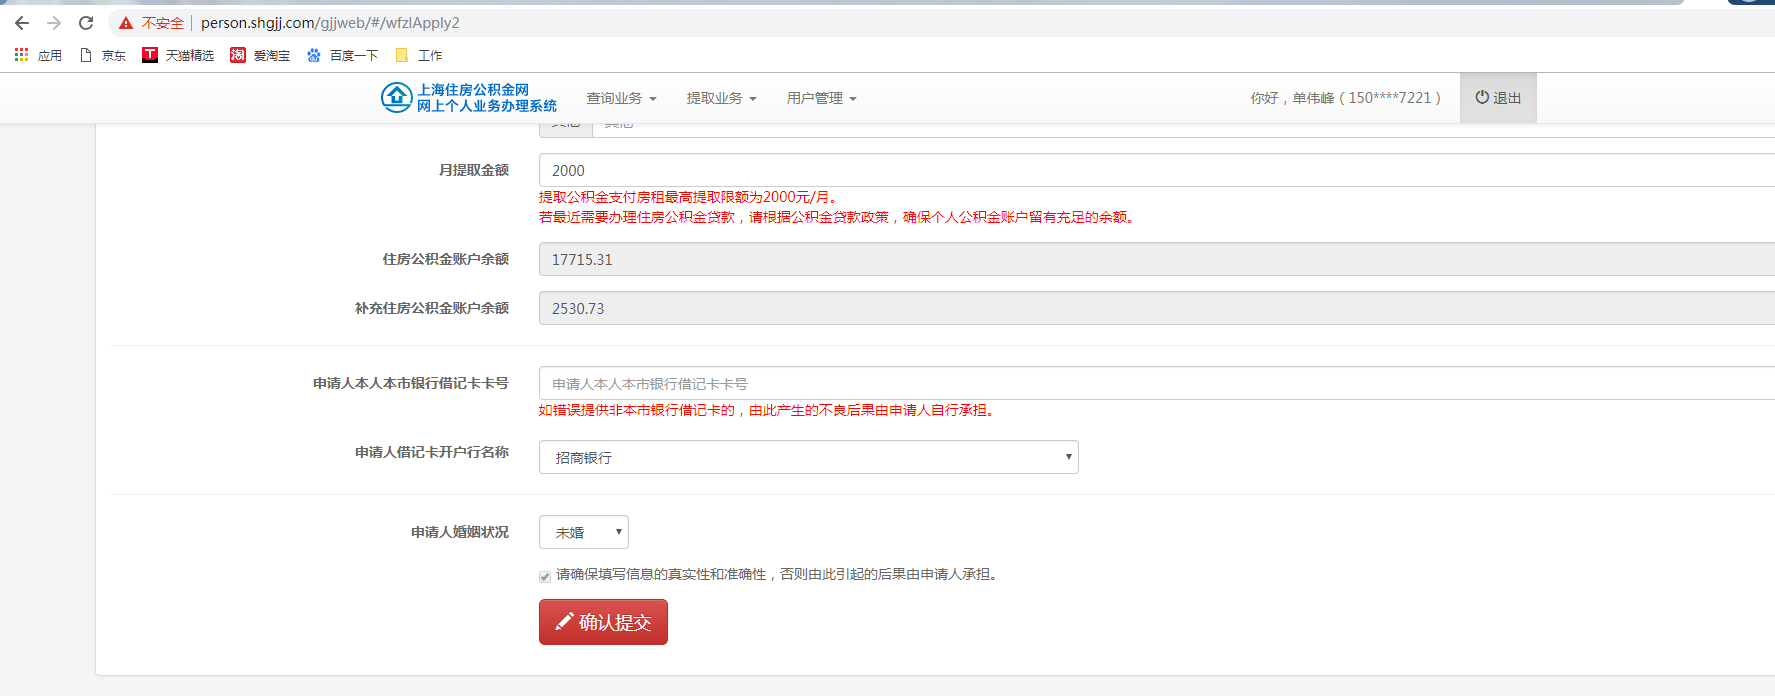 不安全 person.shgjj.com/gjjweb/#/wfzlApply2
应用 京东 天猫精选 爱淘宝 百度一下 工作
上海住房公积金网
网上个人业务办理系统
查询业务 提取业务 用户管理 你好，单伟峰（150****7221） 退出
月提取金额 2000
提取公积金支付房租最高提取限额为2000元/月。
若最近需要办理住房公积金贷款，请根据公积金贷款政策，确保个人公积金账户留有充足的余额。
住房公积金账户余额 17715.31
补充住房公积金账户余额 2530.73
申请人本人本市银行借记卡卡号 申请人本人本市银行借记卡卡号
如错误提供非本市银行借记卡的，由此产生的不良后果由申请人自行承担。
申请人借记卡开户行名称 招商银行
申请人婚姻状况 未婚
请确保填写信息的真实性和准确性，否则由此引起的后果由申请人承担。
确认提交